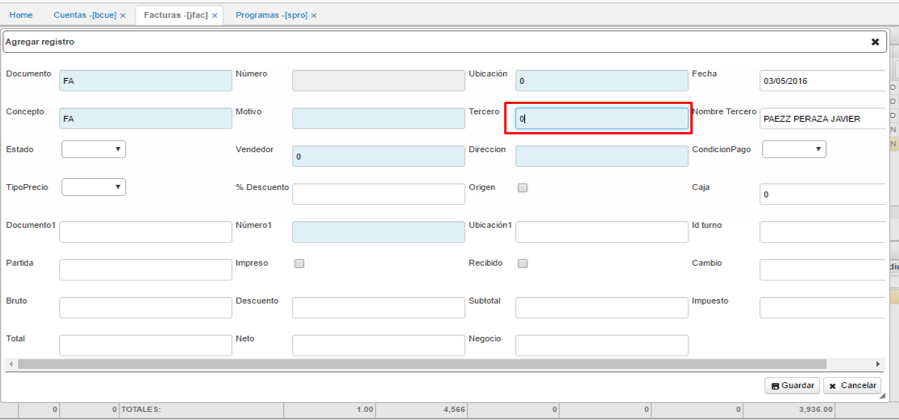 Home Cuentas -[bcue] × Facturas -[jfac] × Programas -[spro] ×
Agregar registro
Documento FA Número Ubicación 0 Fecha 03/05/2016
Concepto FA Motivo Tercero 0 Nombre Tercero PAEZZ PERAZA JAVIER
Estado Vendedor 0 Direccion CondicionPago
TipoPrecio % Descuento Origen Caja 0
Documento1 Número1 Ubicación1 Id turno
Partida Impreso Recibido Cambio
Bruto Descuento Subtotal Impuesto
Total Neto Negocio
Guardar Cancelar
0 0 TOTALES: 1.00 4,566 0 0 0 3,936.00